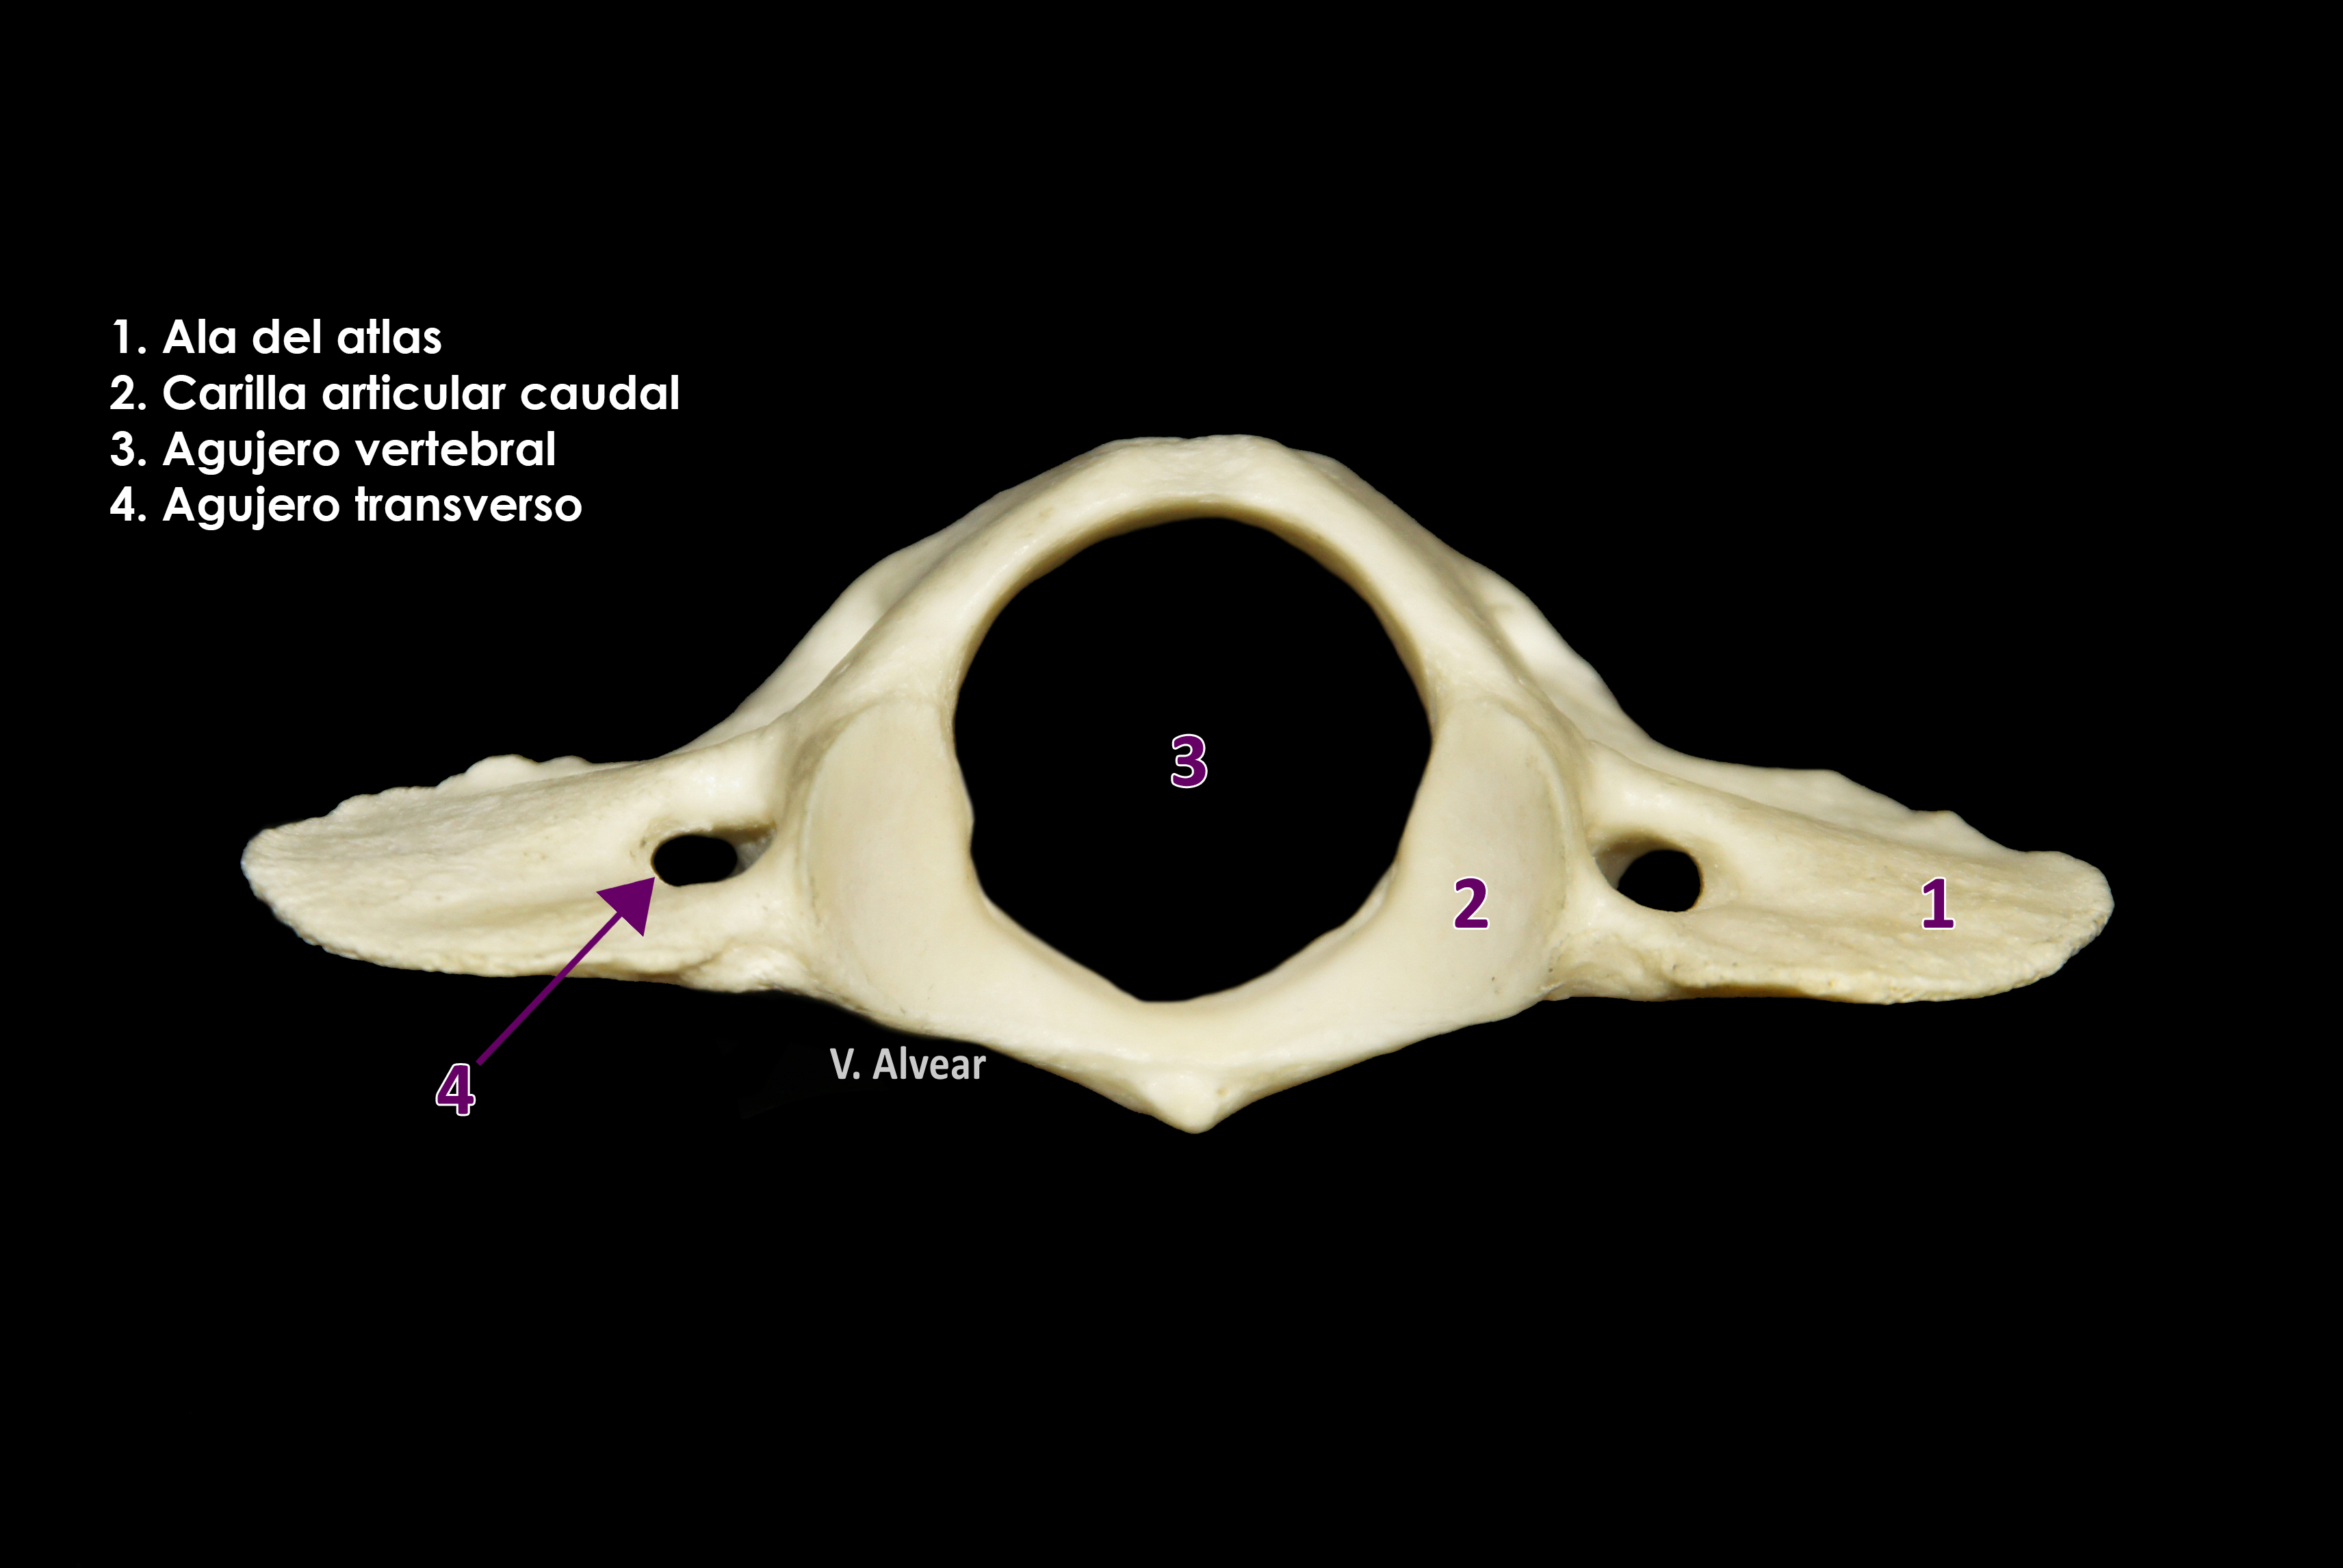 1. Ala del atlas
2. Carilla articular caudal
3. Agujero vertebral
4. Agujero transverso
3
2
1
4
V. Alvear